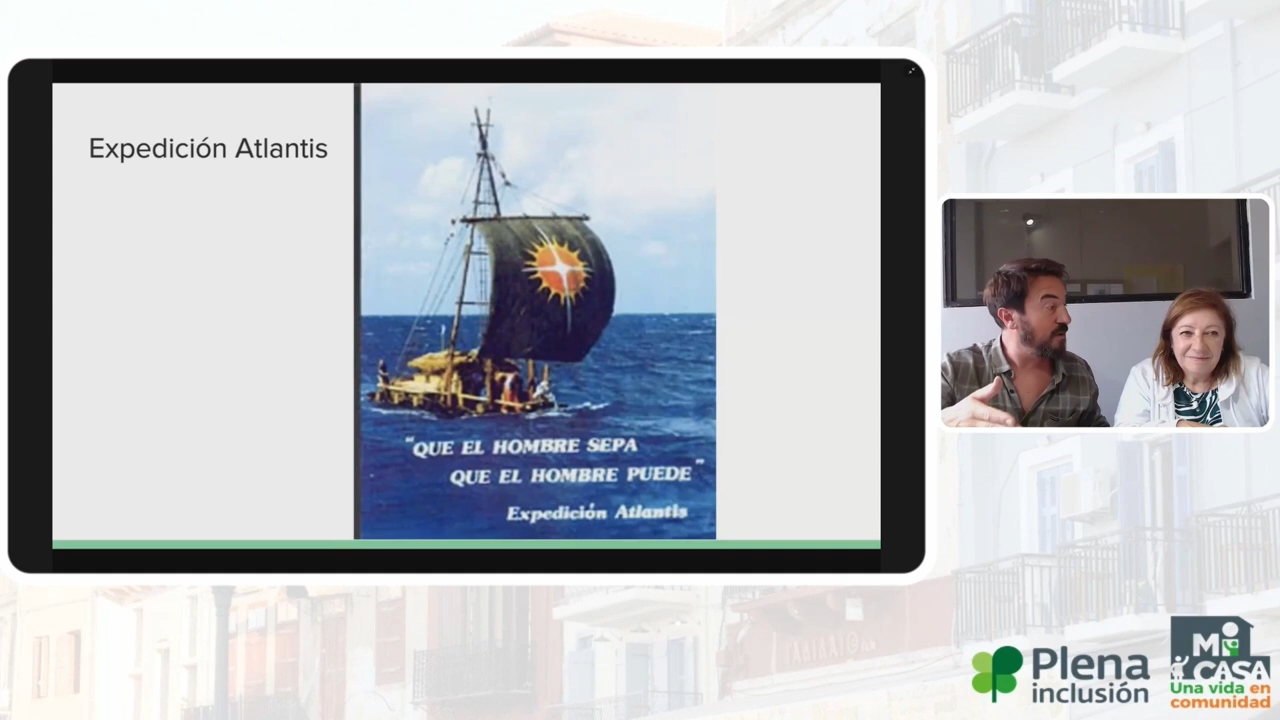 Expedición Atlantis
"QUE EL HOMBRE SEPA
QUE EL HOMBRE PUEDE"
Expedición Atlantis
Plena
inclusión
Mi
CASA
Una vida en
comunidad